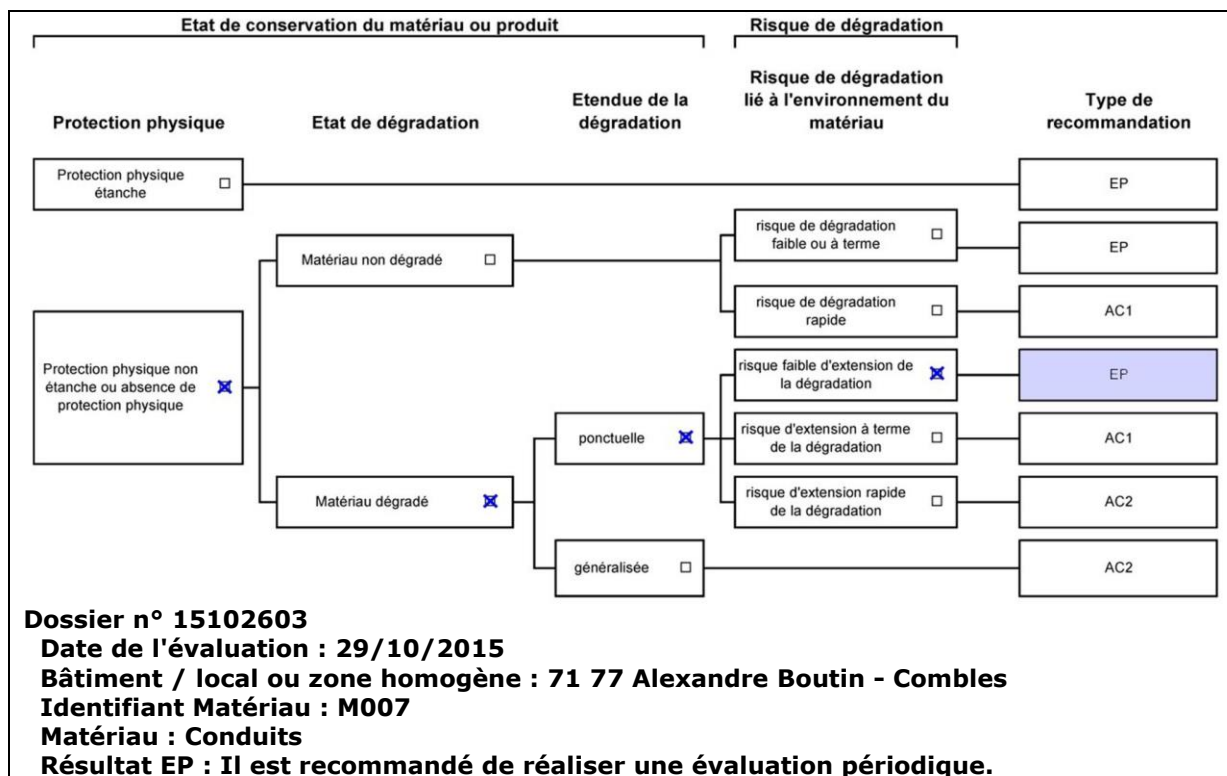 Etat de conservation du matériau ou produit
Risque de dégradation
Protection physique
Etat de dégradation
Etendue de la
dégradation
Risque de dégradation
lié à l'environnement du
matériau
Type de
recommandation
Protection physique
étanche
EP
risque de dégradation
faible ou à terme
EP
Matériau non dégradé
risque de dégradation
rapide
AC1
Protection physique non
étanche ou absence de
protection physique
risque faible d'extension de
la dégradation
EP
ponctuelle
risque d'extension à terme
de la dégradation
AC1
Matériau dégradé
risque d'extension rapide
de la dégradation
AC2
généralisée
AC2
Dossier n° 15102603
Date de l'évaluation : 29/10/2015
Bâtiment / local ou zone homogène : 71 77 Alexandre Boutin - Combles
Identifiant Matériau : M007
Matériau : Conduits
Résultat EP : Il est recommandé de réaliser une évaluation périodique.